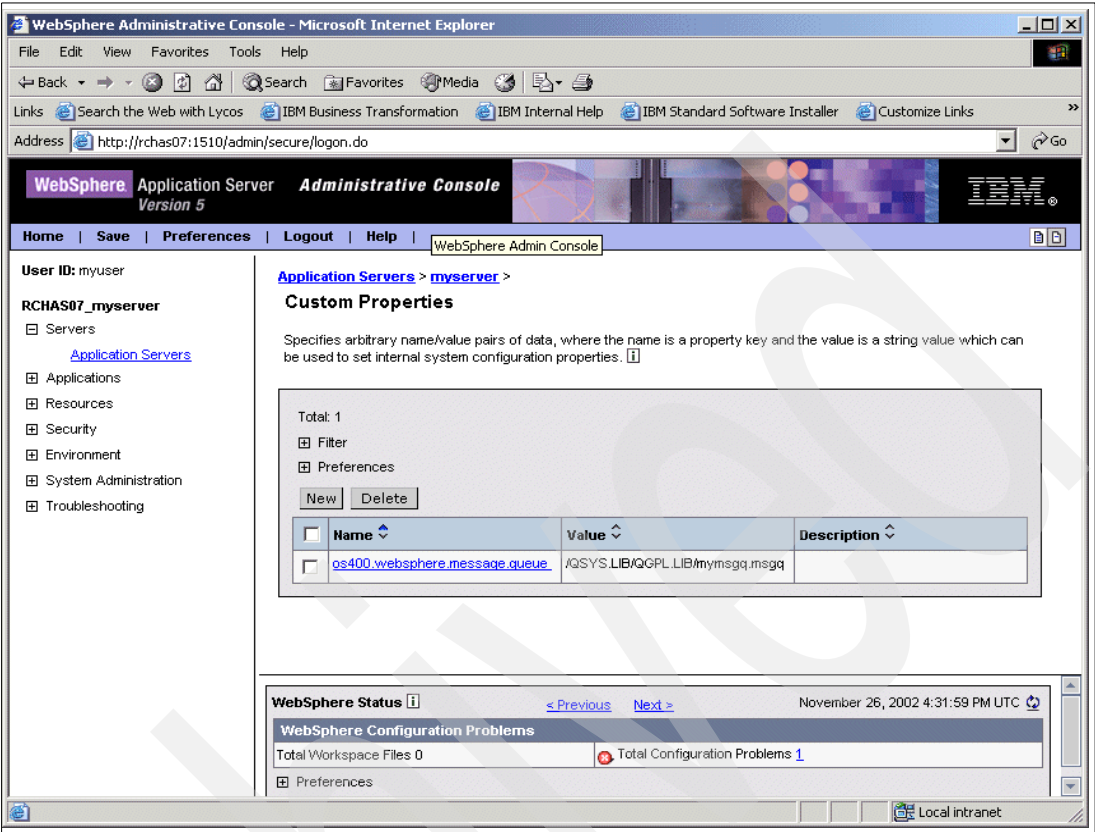 WebSphere Administrative Console - Microsoft Internet Explorer
File Edit View Favorites Tools Help
Back Search Favorites Media
Links Search the Web with Lycos IBM Business Transformation IBM Internal Help IBM Standard Software Installer Customize Links »
Address http://rchas07:1510/admin/secure/logon.do Go
WebSphere. Application Server Administrative Console
Version 5
IBM®
Home | Save | Preferences | Logout | Help |
WebSphere Admin Console
User ID: myuser
RCHAS07_myserver
Servers
Application Servers
Applications
Resources
Security
Environment
System Administration
Troubleshooting
Application Servers > myserver >
Custom Properties
Specifies arbitrary name/value pairs of data, where the name is a property key and the value is a string value which can
be used to set internal system configuration properties. i
Total: 1
Filter
Preferences
New Delete
Name Value Description
os400.websphere.message.queue /QSYS.LIB/QGPL.LIB/mymsgq.msgq
WebSphere Status i < Previous Next > November 26, 2002 4:31:59 PM UTC
WebSphere Configuration Problems
Total Workspace Files 0 Total Configuration Problems 1
Preferences
Local intranet